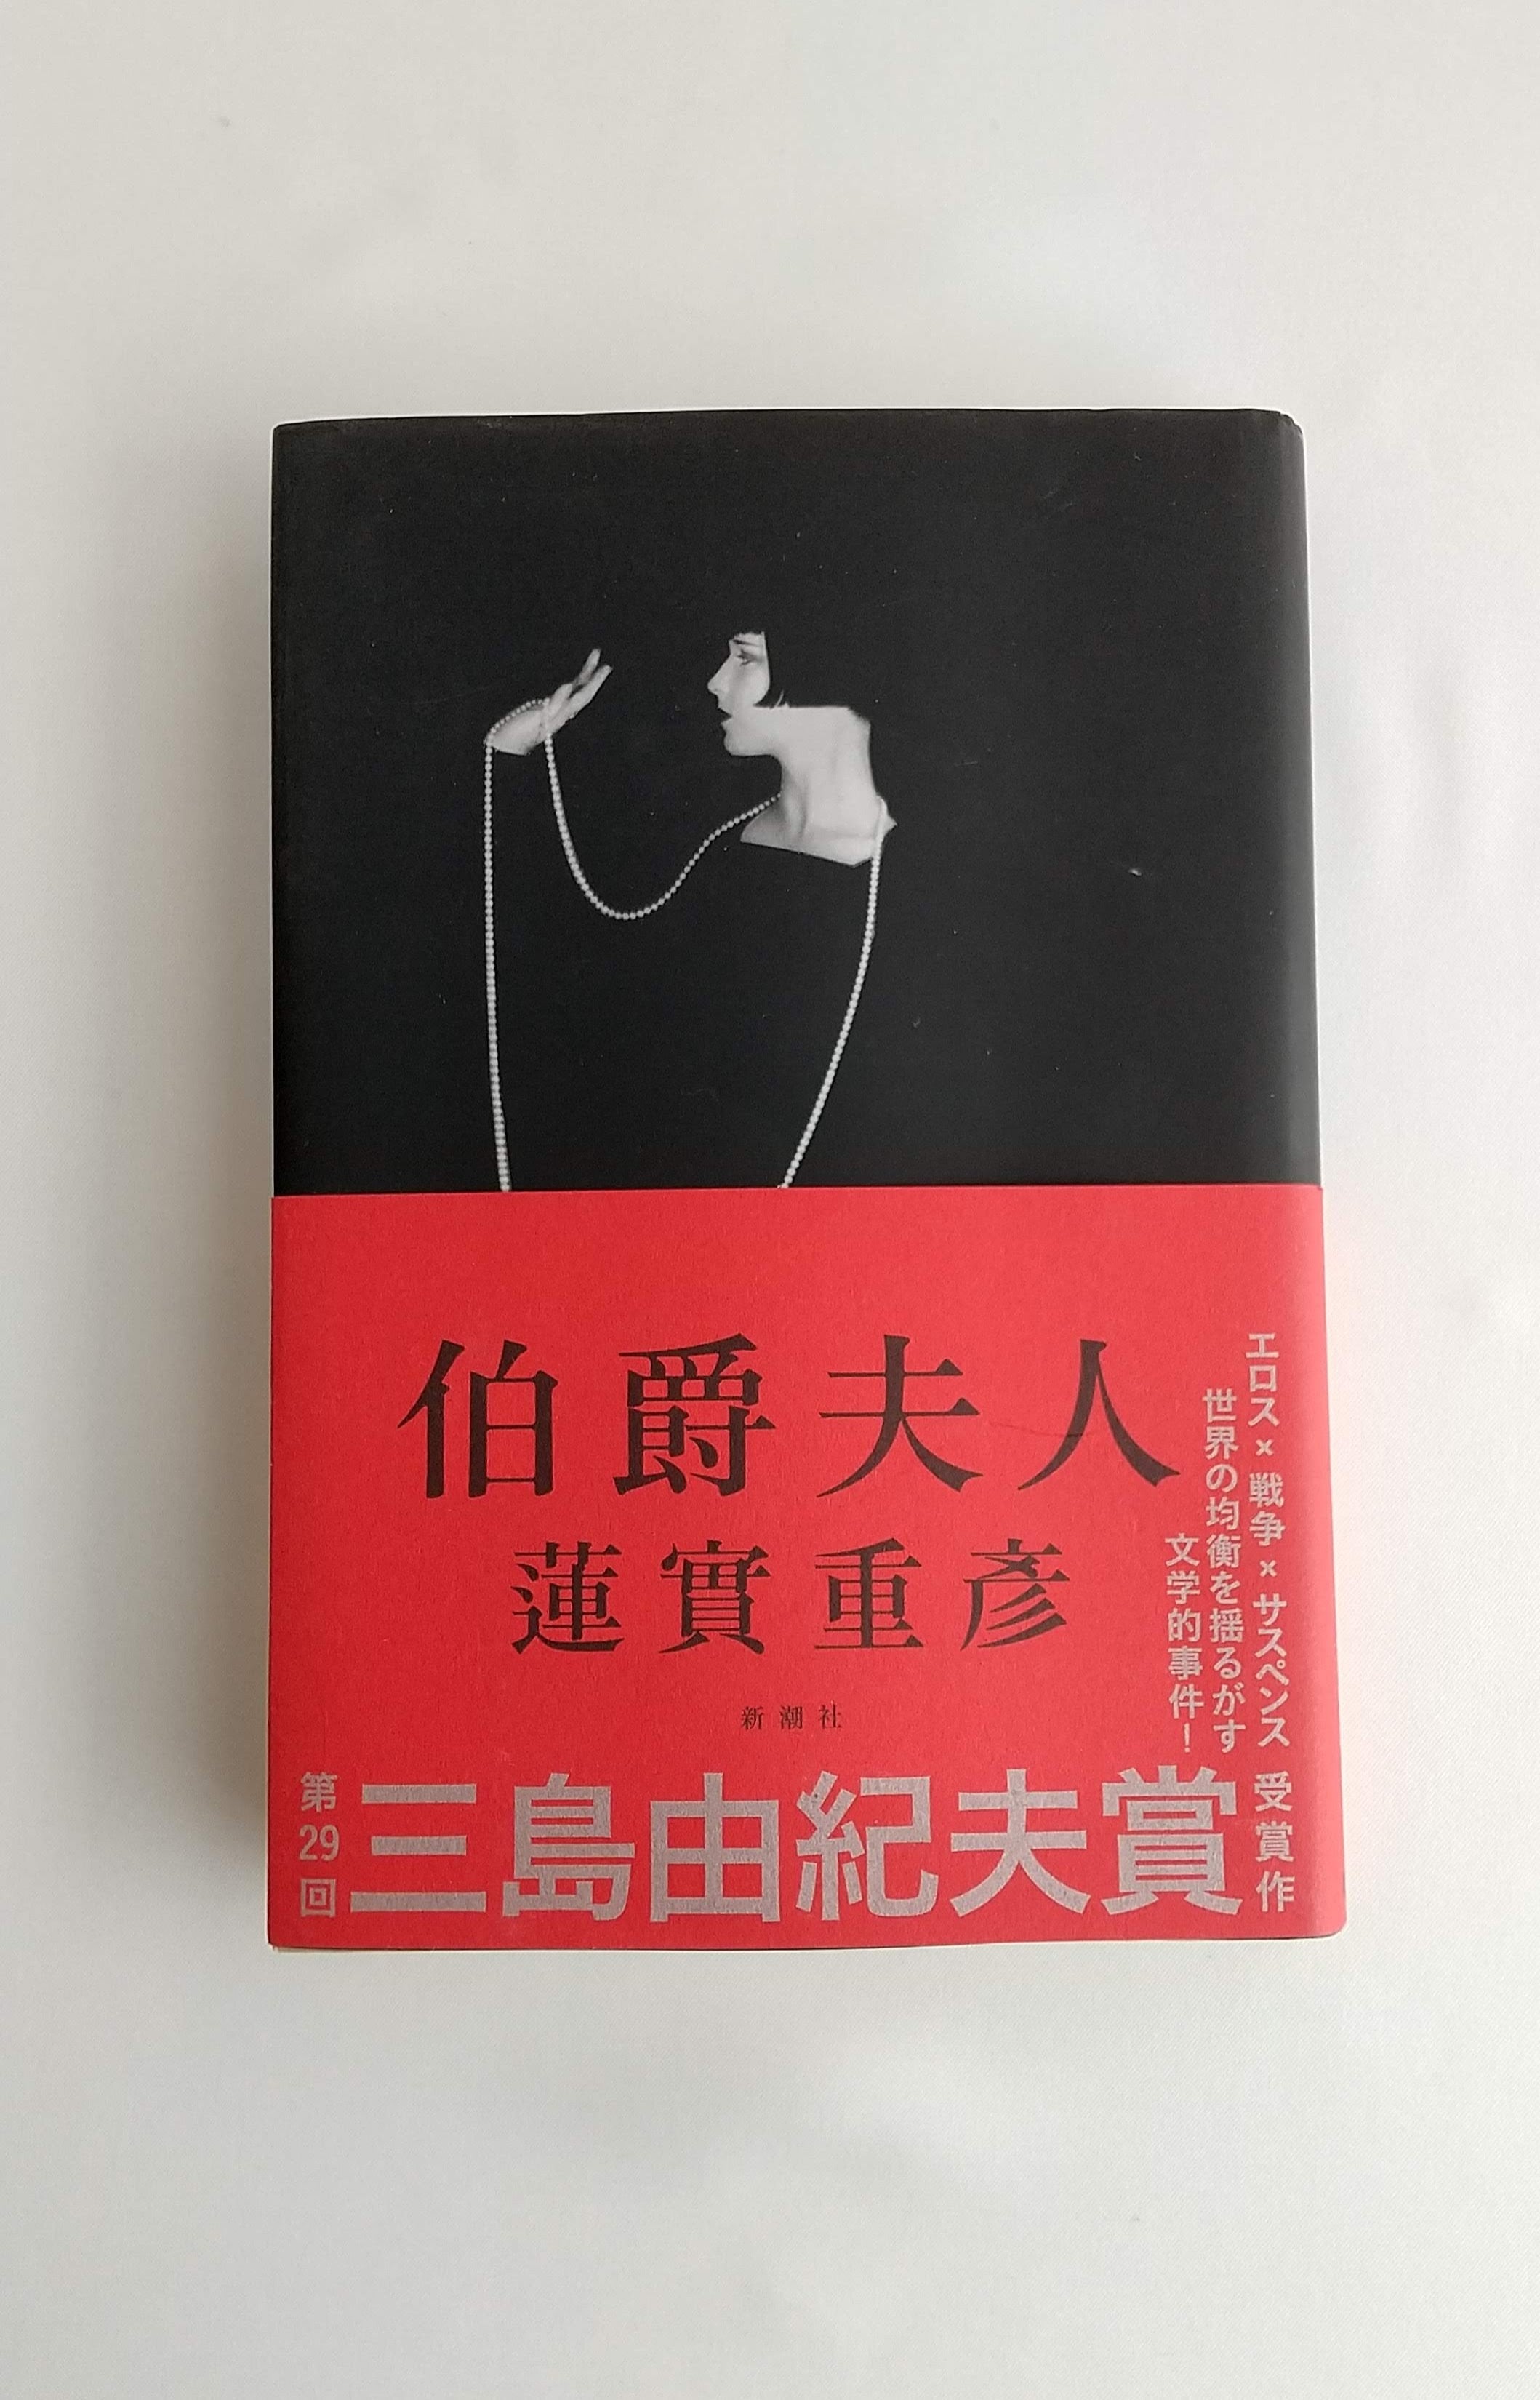 伯爵夫人
蓮實重彦
新潮社
エロス×戦争×サスペンス
世界の均衡を揺るがす
文学的事件！
第29回
三島由紀夫賞
受賞作